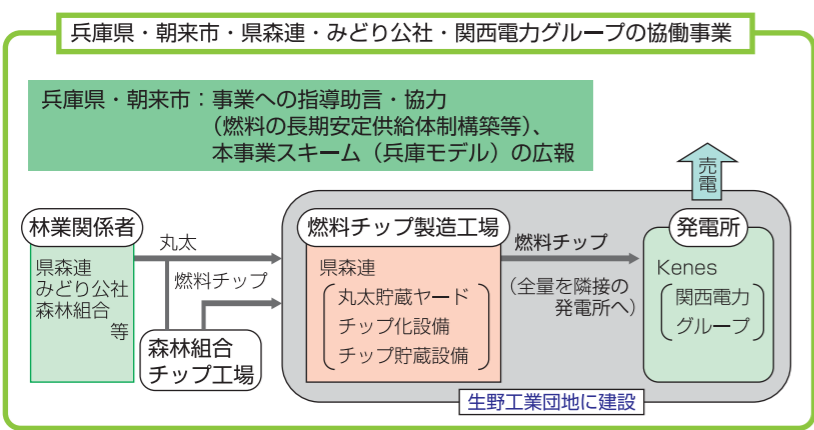 兵庫県・朝来市・県森連・みどり公社・関西電力グループの協働事業
兵庫県・朝来市：事業への指導助言・協力
（燃料の長期安定供給体制構築等）、
本事業スキーム（兵庫モデル）の広報
売電
林業関係者
県森連
みどり公社
森林組合
等
丸太
燃料チップ
森林組合
チップ工場
燃料チップ製造工場
県森連
丸太貯蔵ヤード
チップ化設備
チップ貯蔵設備
燃料チップ
（全量を隣接の
発電所へ）
発電所
Kenes
関西電力
グループ
生野工業団地に建設